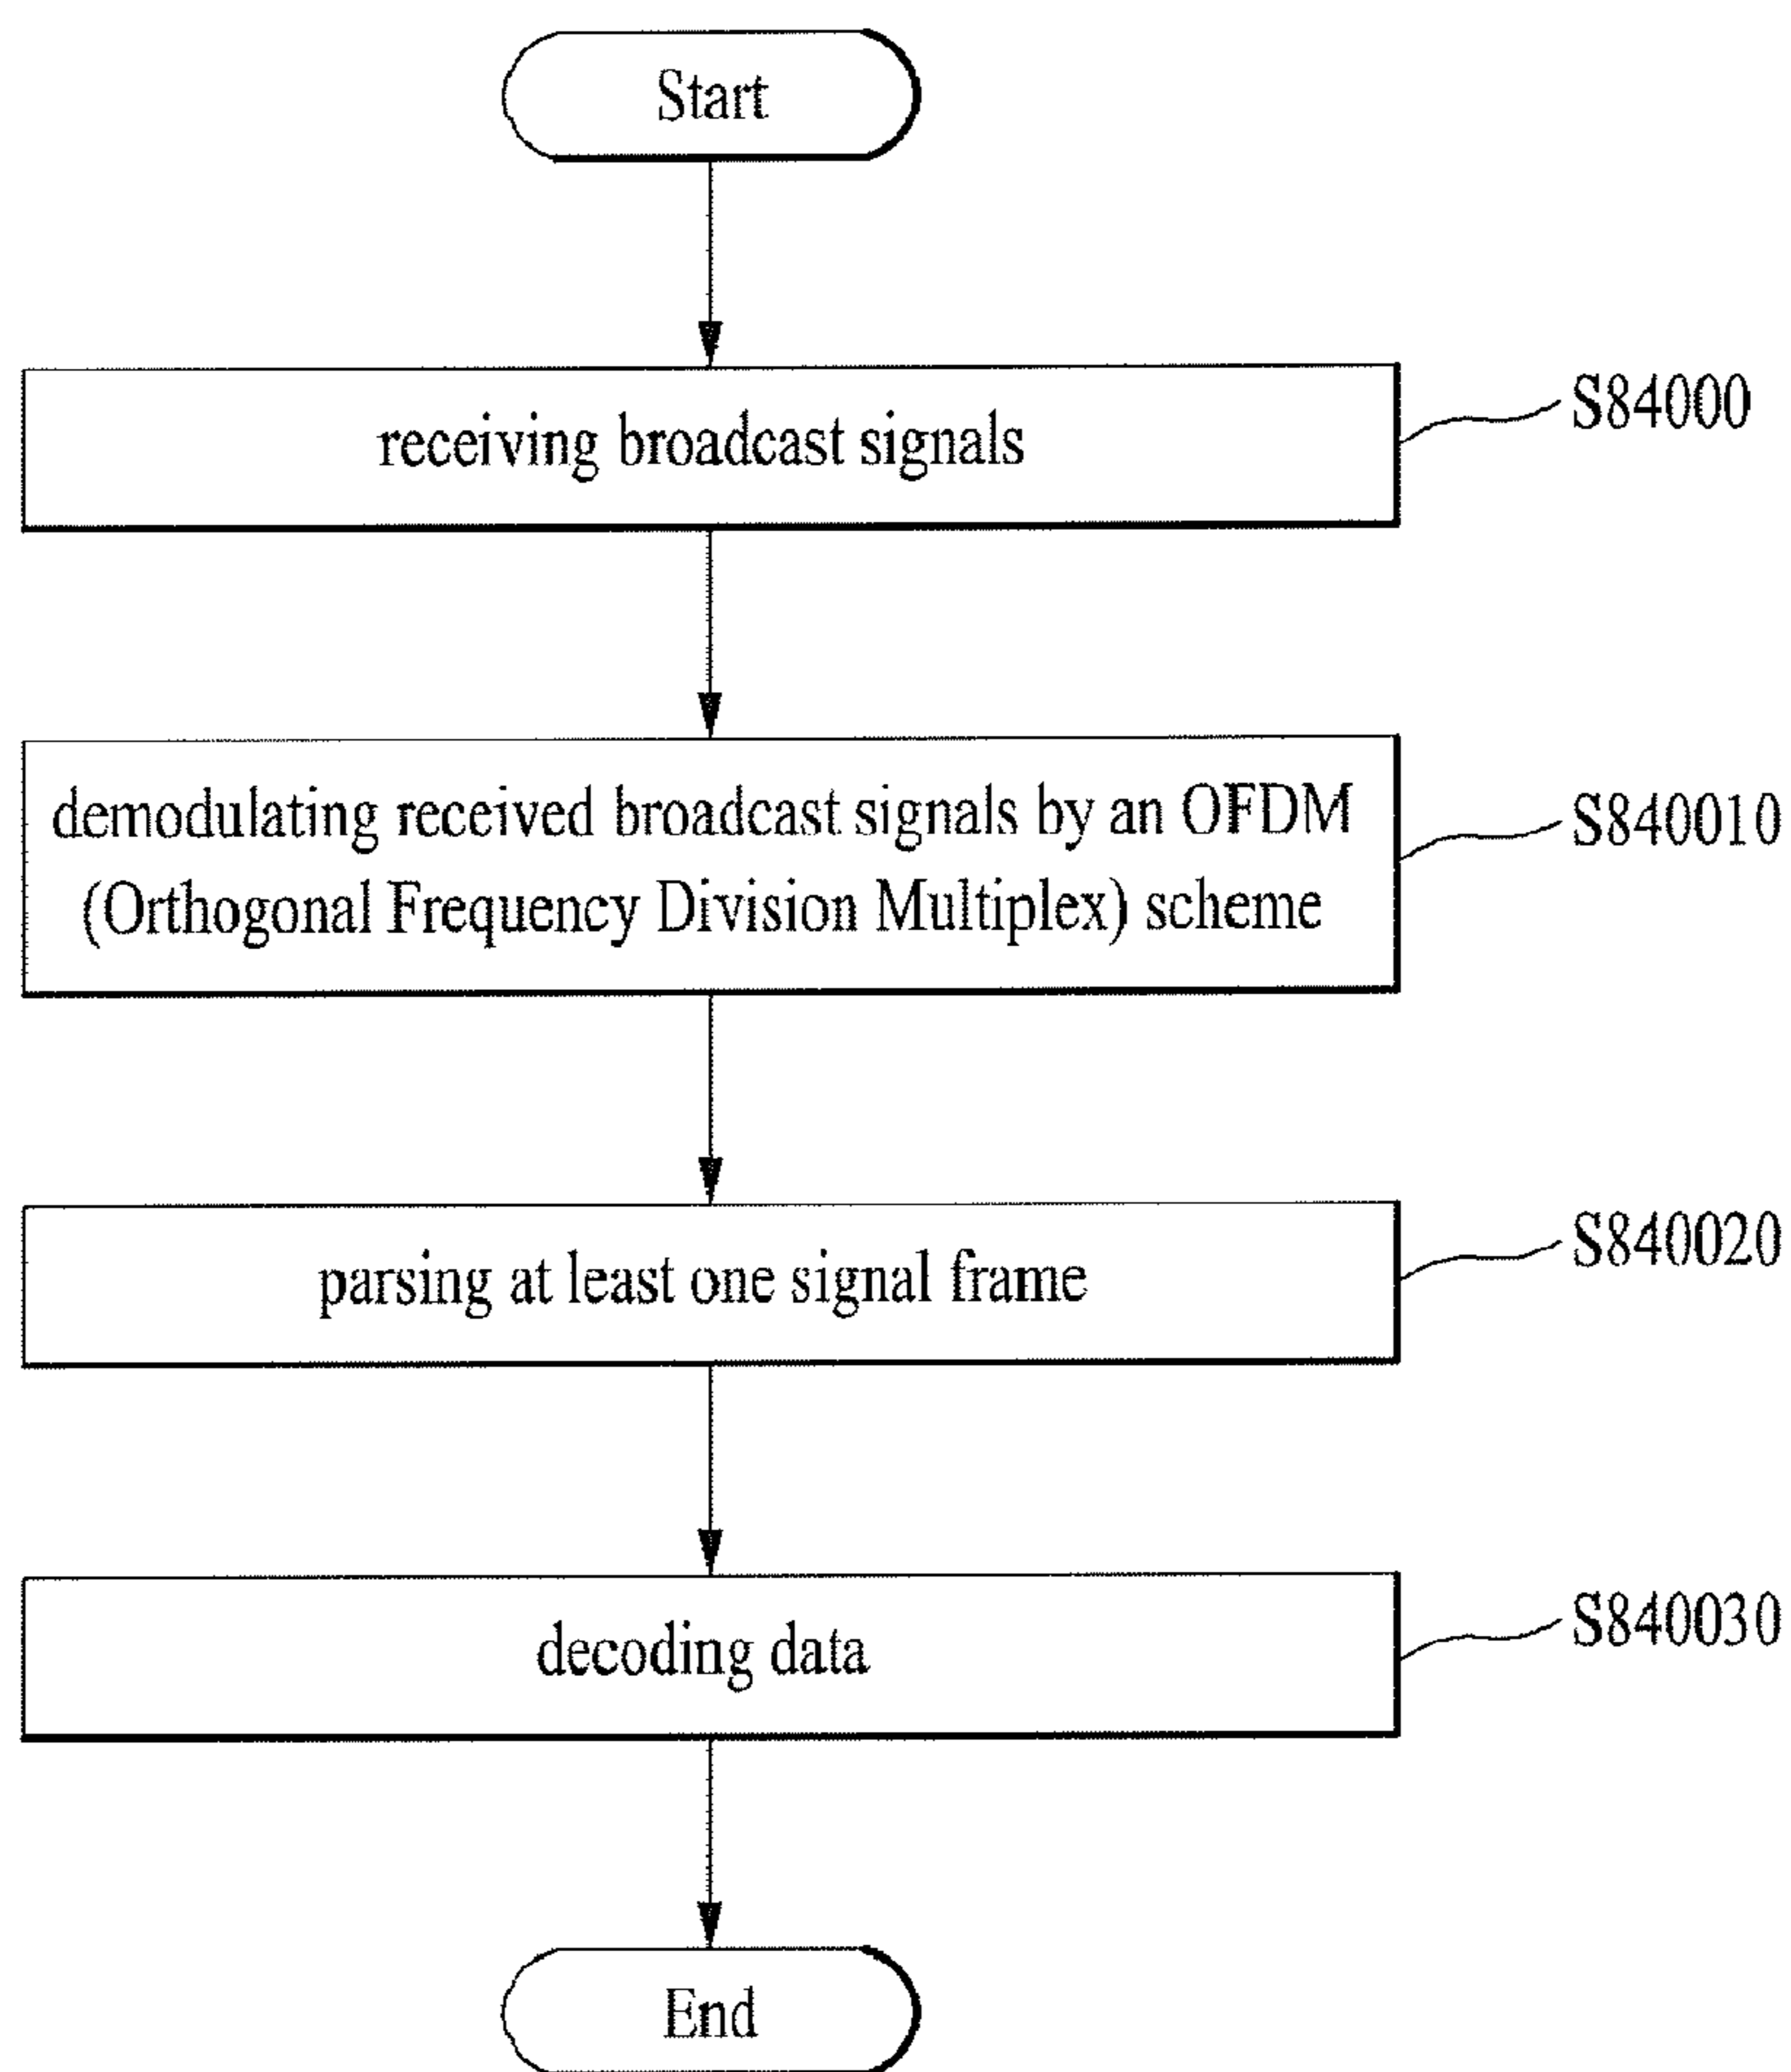 Start
receiving broadcast signals
S84000
demodulating received broadcast signals by an OFDM
(Orthogonal Frequency Division Multiplex) scheme
S840010
parsing at least one signal frame
S840020
decoding data
S840030
End